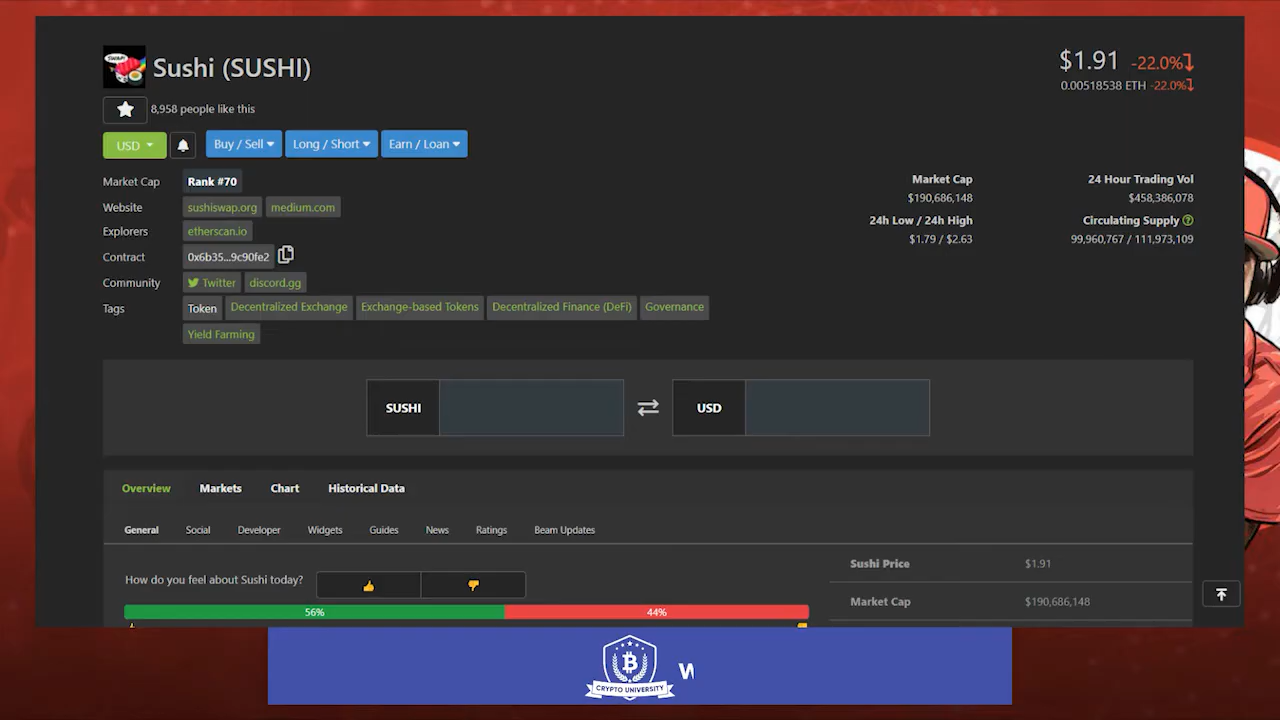 Sushi (SUSHI)
$1.91 -22.0%
0.00518538 ETH -22.0%
8,958 people like this
USD
Buy / Sell
Long / Short
Earn / Loan
Market Cap
Rank #70
Website
sushiswap.org
medium.com
Explorers
etherscan.io
Contract
0x6b35...9c90fe2
Community
Twitter
discord.gg
Tags
Token
Decentralized Exchange
Exchange-based Tokens
Decentralized Finance (DeFi)
Governance
Yield Farming
Market Cap
$190,686,148
24 Hour Trading Vol
$458,386,078
24h Low / 24h High
$1.79 / $2.63
Circulating Supply
99,960,767 / 111,973,109
SUSHI
USD
Overview
Markets
Chart
Historical Data
General
Social
Developer
Widgets
Guides
News
Ratings
Beam Updates
How do you feel about Sushi today?
56%
44%
Sushi Price
$1.91
Market Cap
$190,686,148
CRYPTO UNIVERSITY
W